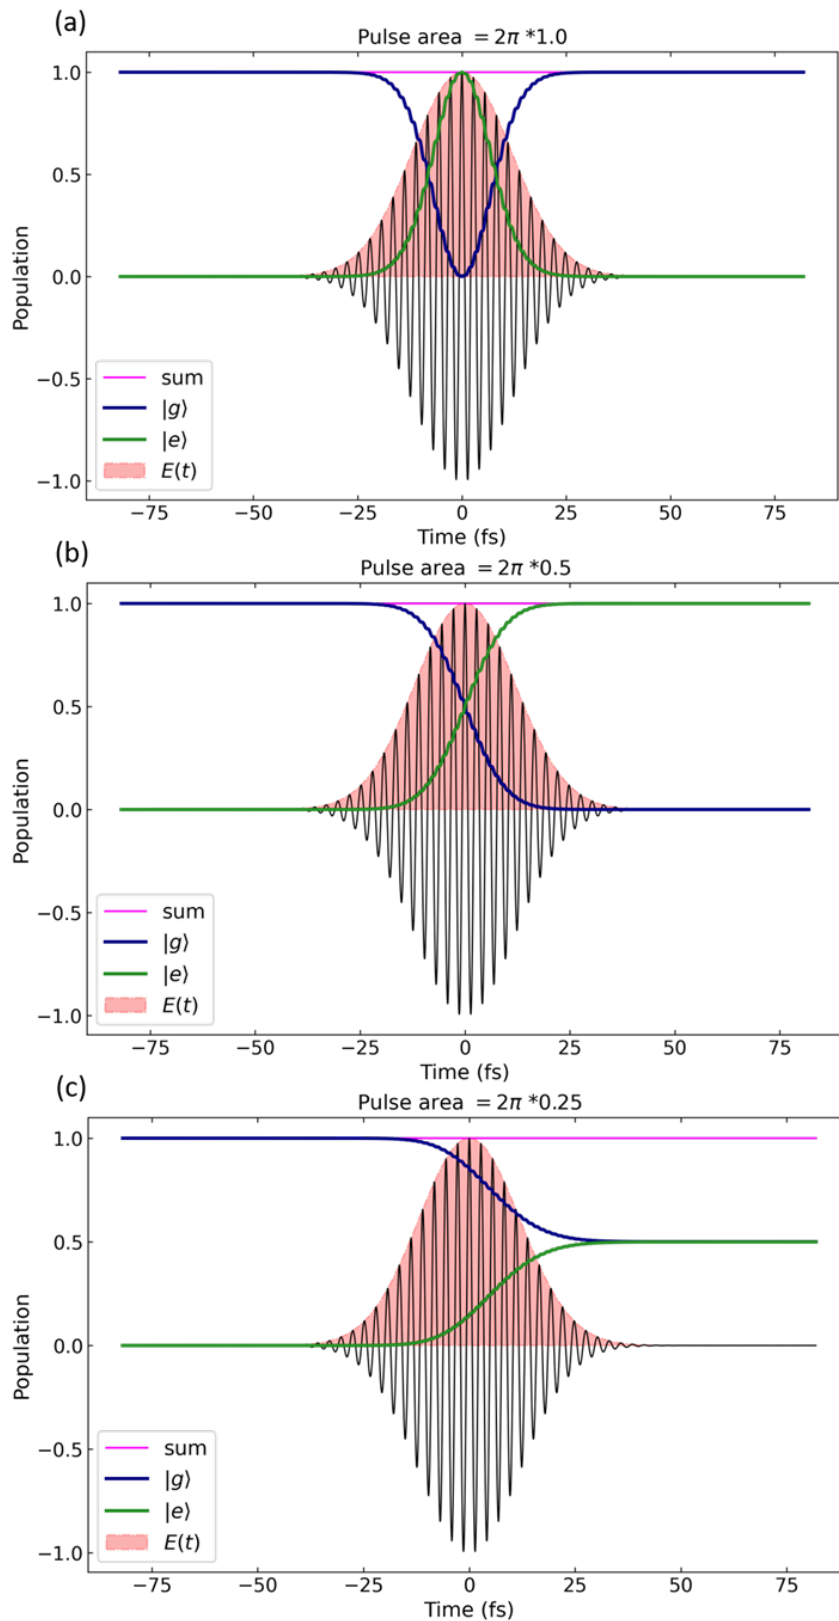 (a)
Pulse area = 2π *1.0
1.0
0.5
0.0
−0.5
−1.0
Population
sum
|g⟩
|e⟩
E(t)
−75 −50 −25 0 25 50 75
Time (fs)
(b)
Pulse area = 2π *0.5
1.0
0.5
0.0
−0.5
−1.0
Population
sum
|g⟩
|e⟩
E(t)
−75 −50 −25 0 25 50 75
Time (fs)
(c)
Pulse area = 2π *0.25
1.0
0.5
0.0
−0.5
−1.0
Population
sum
|g⟩
|e⟩
E(t)
−75 −50 −25 0 25 50 75
Time (fs)